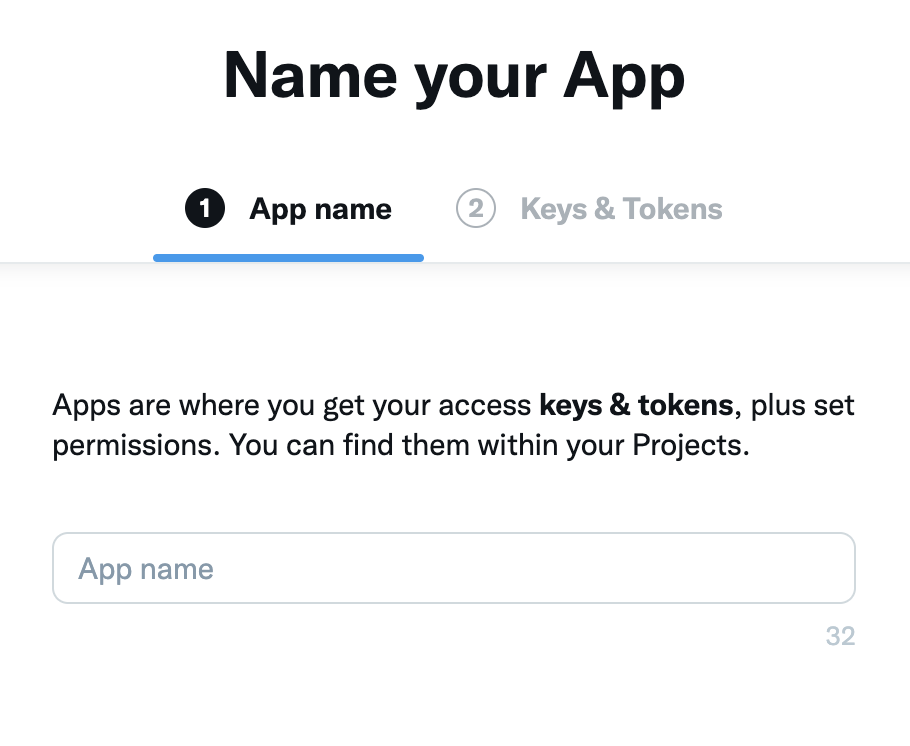 Name your App
1 App name 2 Keys & Tokens
Apps are where you get your access keys & tokens, plus set
permissions. You can find them within your Projects.
App name
32